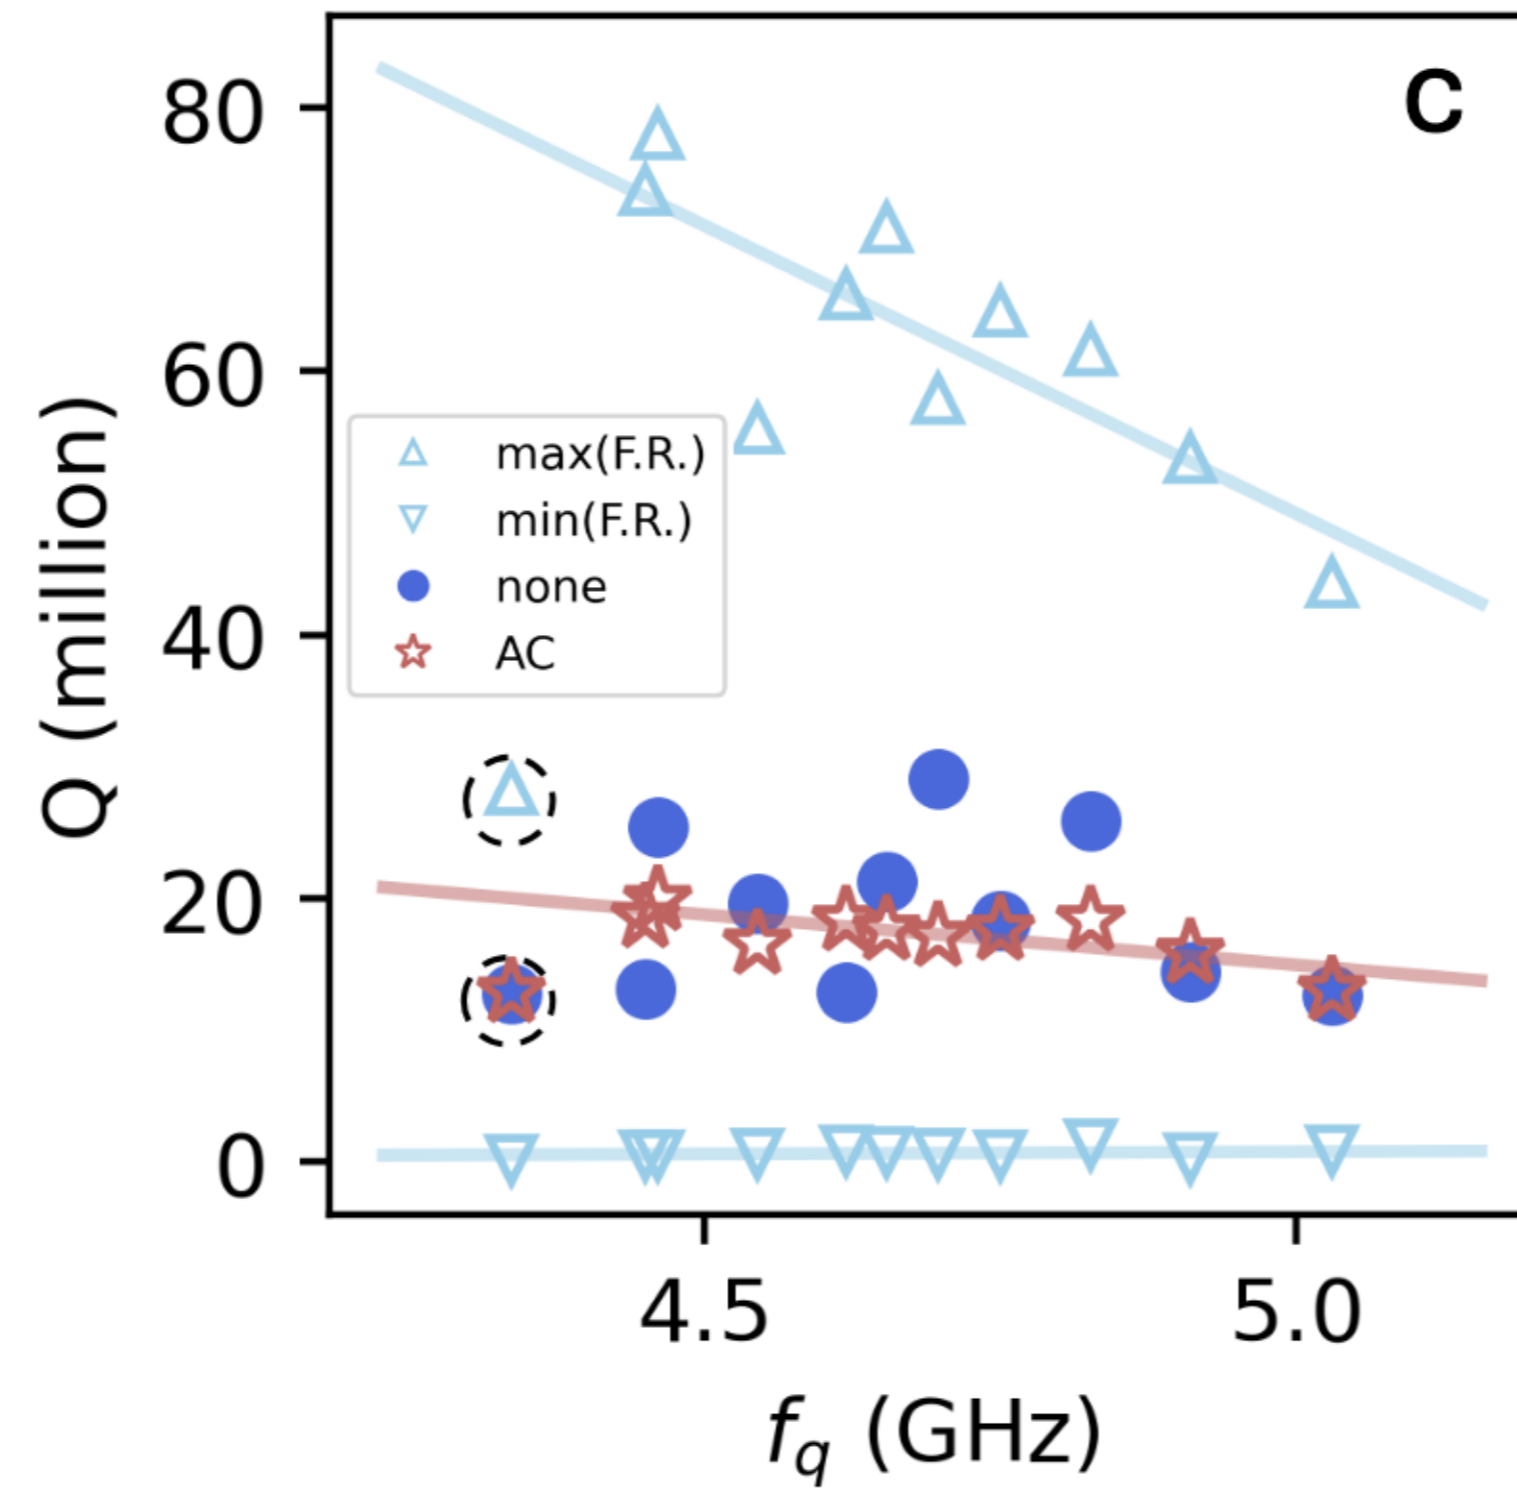 C
80
60
40
20
0
Q (million)
max(F.R.)
min(F.R.)
none
AC
4.5 5.0
f_q (GHz)